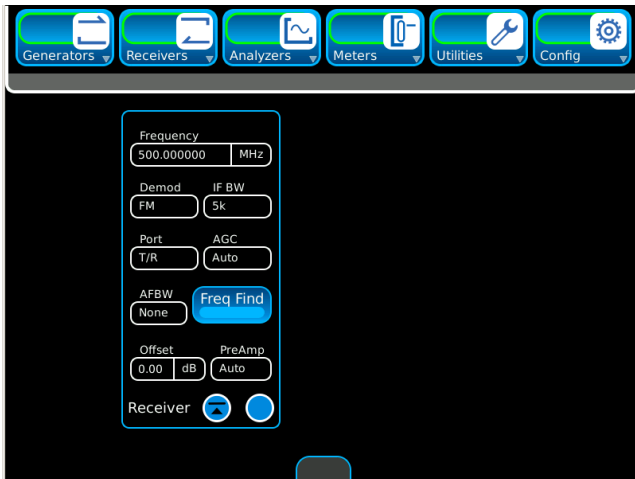 Generators Receivers Analyzers Meters Utilities Config
Frequency
500.000000 MHz
Demod IF BW
FM 5k
Port AGC
T/R Auto
AFBW Freq Find
None
Offset PreAmp
0.00 dB Auto
Receiver